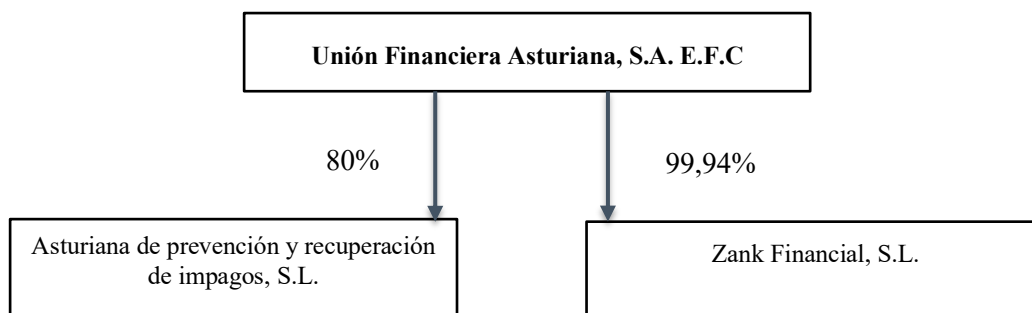 Unión Financiera Asturiana, S.A. E.F.C
80%
99,94%
Asturiana de prevención y recuperación
de impagos, S.L.
Zank Financial, S.L.